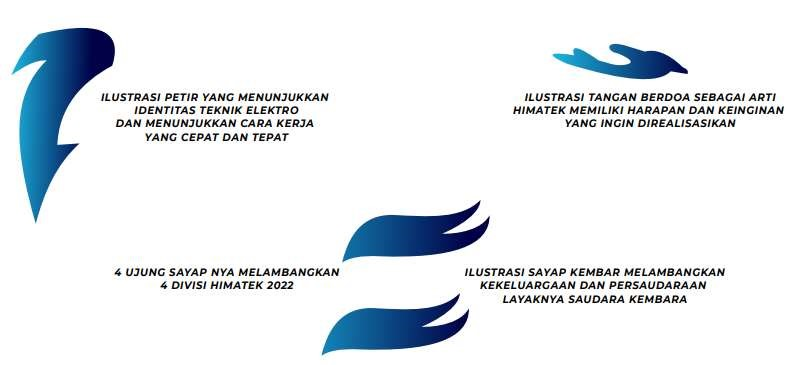 ILUSTRASI PETIR YANG MENUNJUKKAN
IDENTITAS TEKNIK ELEKTRO
DAN MENUNJUKKAN CARA KERJA
YANG CEPAT DAN TEPAT
ILUSTRASI TANGAN BERDOA SEBAGAI ARTI
HIMATEK MEMILIKI HARAPAN DAN KEINGINAN
YANG INGIN DIREALISASIKAN
4 UJUNG SAYAP NYA MELAMBANGKAN
4 DIVISI HIMATEK 2022
ILUSTRASI SAYAP KEMBAR MELAMBANGKAN
KEKELUARGAAN DAN PERSAUDARAAN
LAYAKNYA SAUDARA KEMBARA